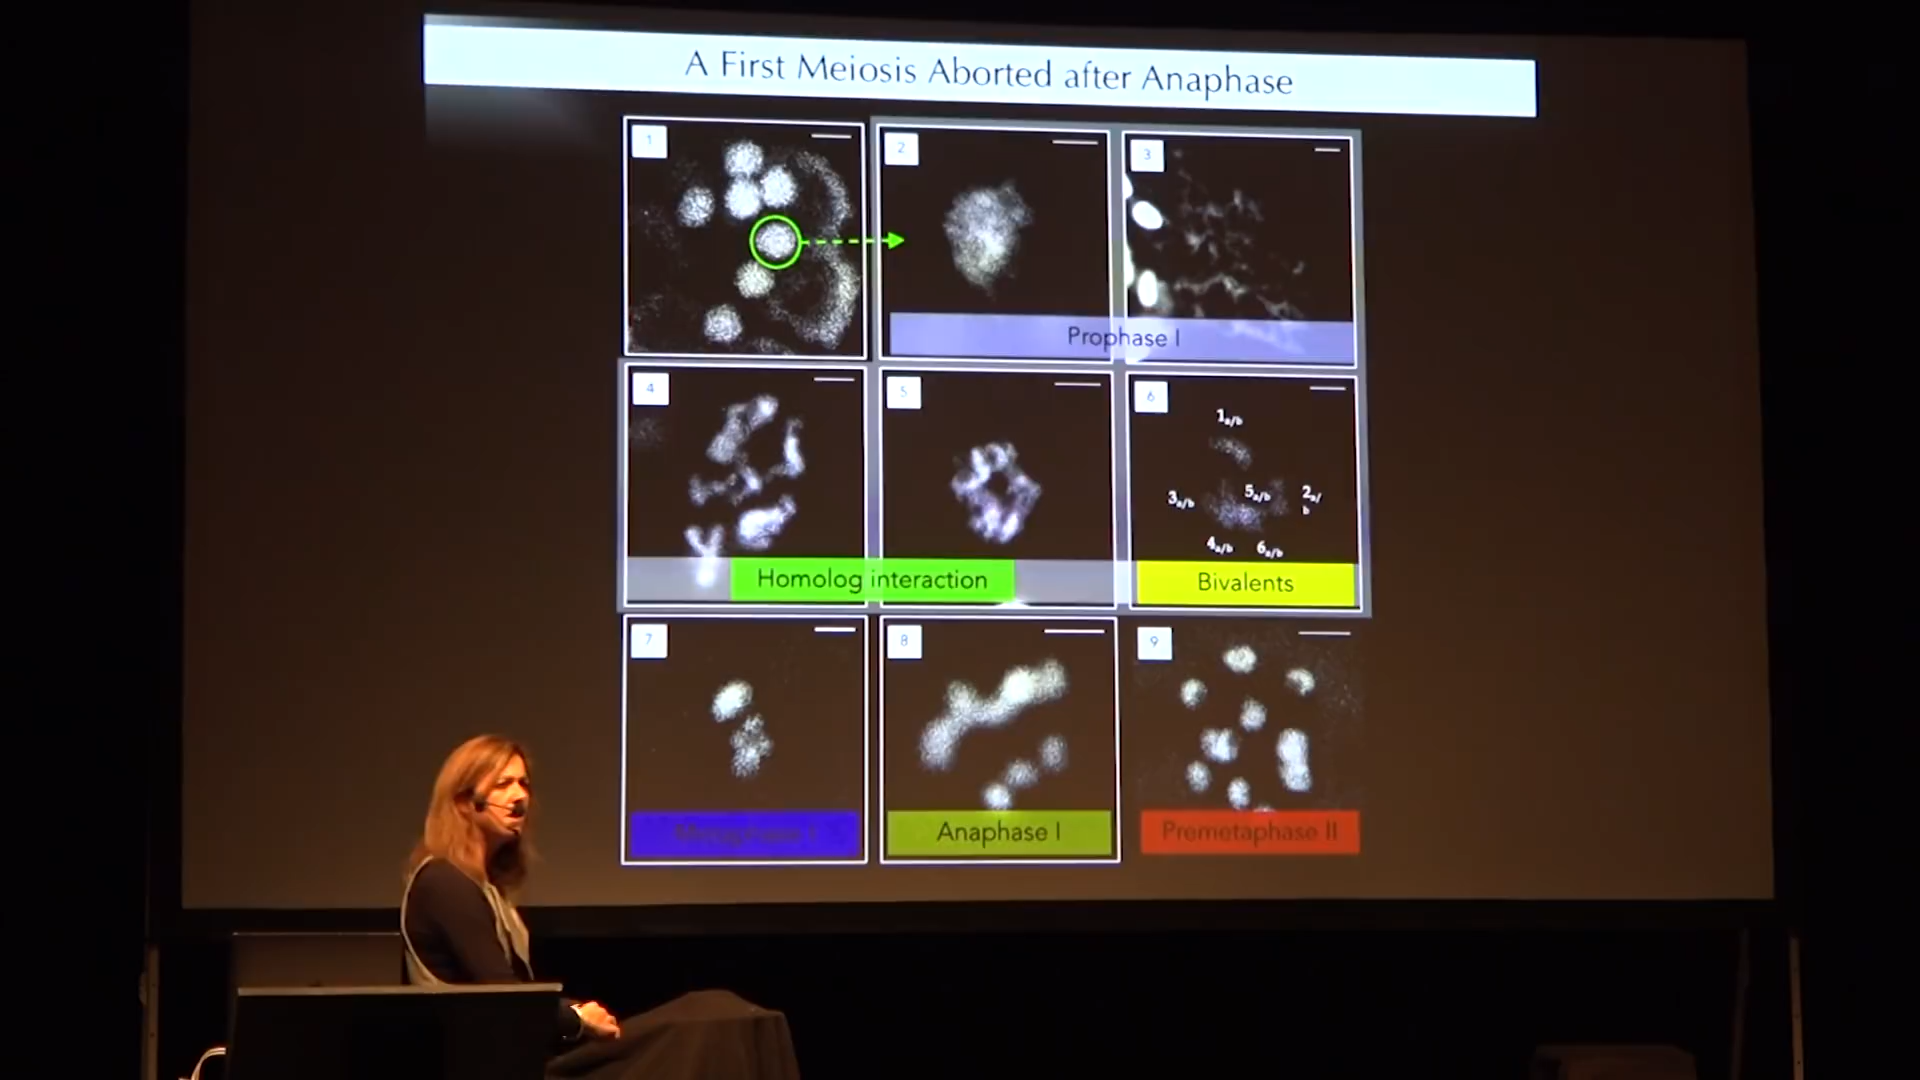 A First Meiosis Aborted after Anaphase
1
2
3
Prophase I
4
5
6
1a/b
3a/b
5a/b
2a/
b
4a/b
6a/b
Homolog interaction
Bivalents
7
8
9
Anaphase I
Premetaphase II